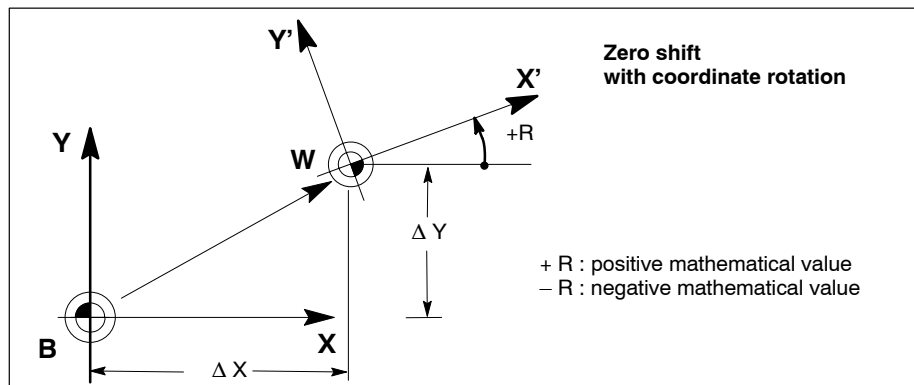 Zero shift
with coordinate rotation
Y’
X’
+R
Y
W
Δ Y
+ R : positive mathematical value
– R : negative mathematical value
B
X
Δ X